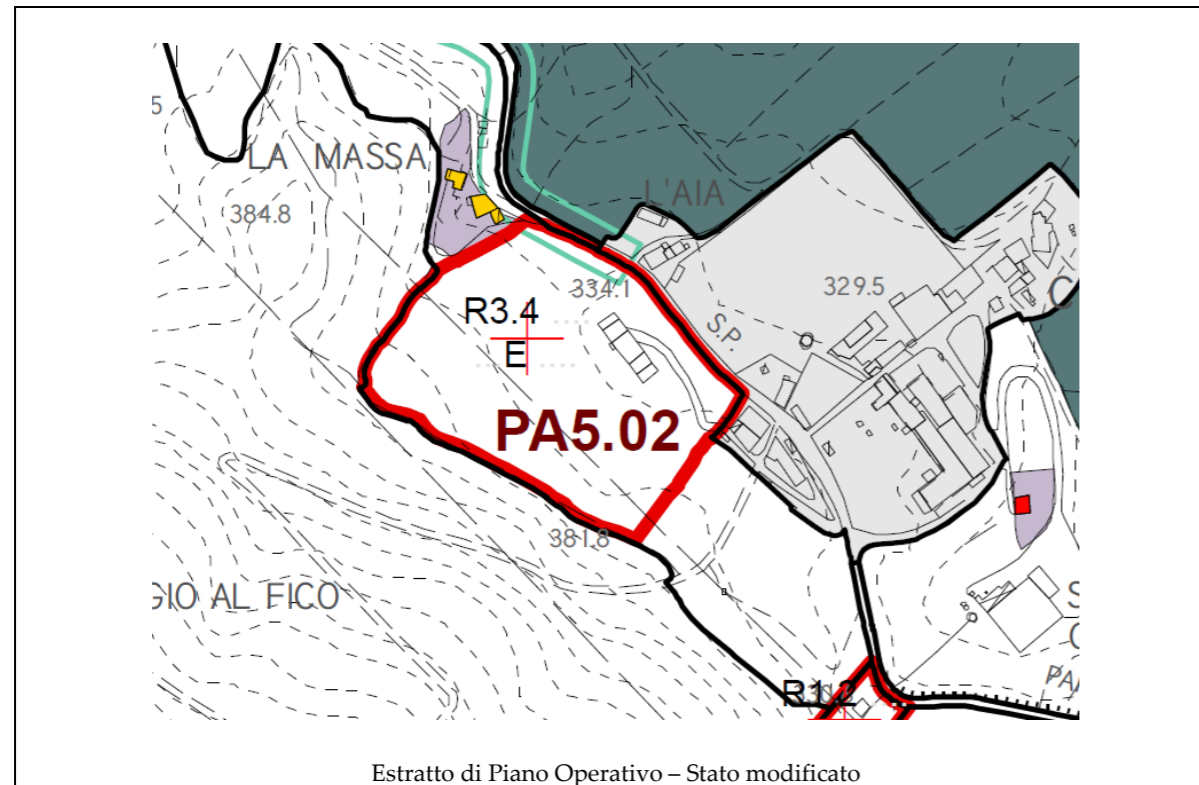 5
LA MASSA
384.8
L'AIA
334.1
329.5
C
R3.4
E
S.P.
PA5.02
381.8
GIO AL FICO
S
C
PA
R1.2
Estratto di Piano Operativo – Stato modificato